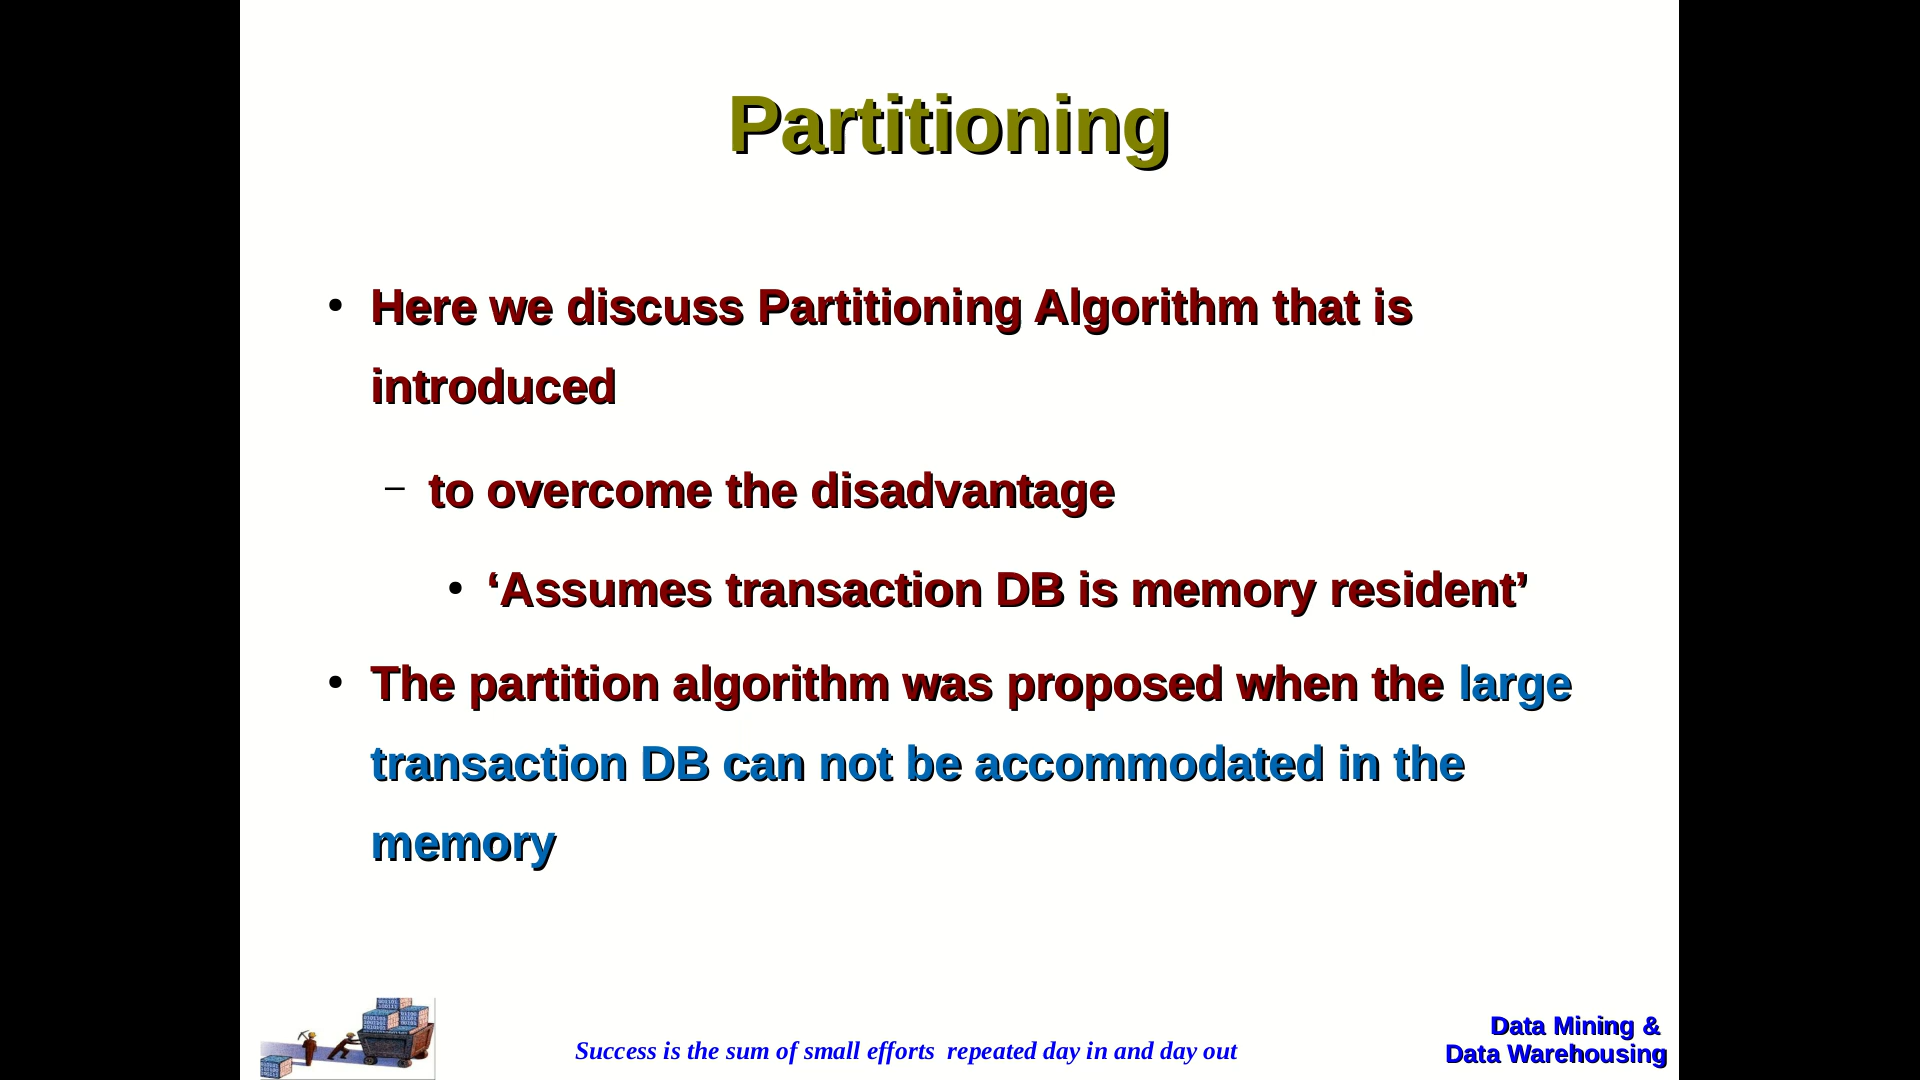 Partitioning
• Here we discuss Partitioning Algorithm that is
introduced
– to overcome the disadvantage
• ‘Assumes transaction DB is memory resident’
• The partition algorithm was proposed when the large
transaction DB can not be accommodated in the
memory
Success is the sum of small efforts  repeated day in and day out
Data Mining &
Data Warehousing